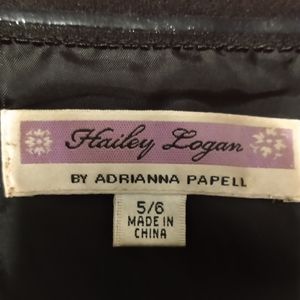 Hailey Logan
BY ADRIANNA PAPELL
5/6
MADE IN
CHINA